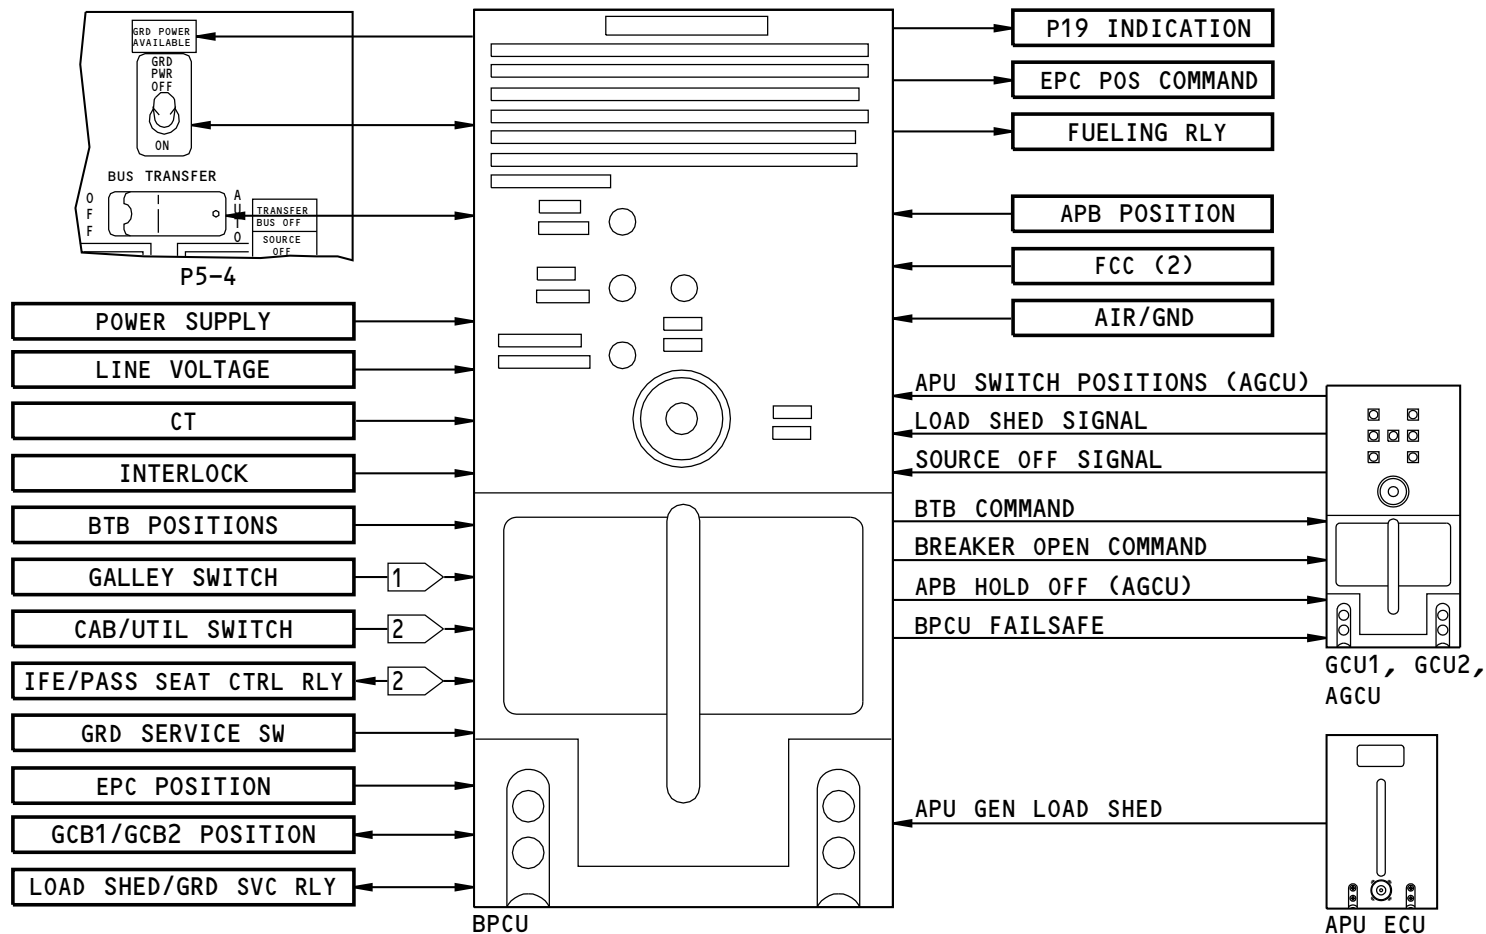 GRD POWER
AVAILABLE
GRD
PWR
OFF
ON
BUS TRANSFER
OFF
AUTO
TRANSFER
BUS OFF
SOURCE
OFF
P5-4
POWER SUPPLY
LINE VOLTAGE
CT
INTERLOCK
BTB POSITIONS
GALLEY SWITCH
1
CAB/UTIL SWITCH
2
IFE/PASS SEAT CTRL RLY
2
GRD SERVICE SW
EPC POSITION
GCB1/GCB2 POSITION
LOAD SHED/GRD SVC RLY
BPCU
P19 INDICATION
EPC POS COMMAND
FUELING RLY
APB POSITION
FCC (2)
AIR/GND
APU SWITCH POSITIONS (AGCU)
LOAD SHED SIGNAL
SOURCE OFF SIGNAL
BTB COMMAND
BREAKER OPEN COMMAND
APB HOLD OFF (AGCU)
BPCU FAILSAFE
GCU1, GCU2,
AGCU
APU GEN LOAD SHED
APU ECU